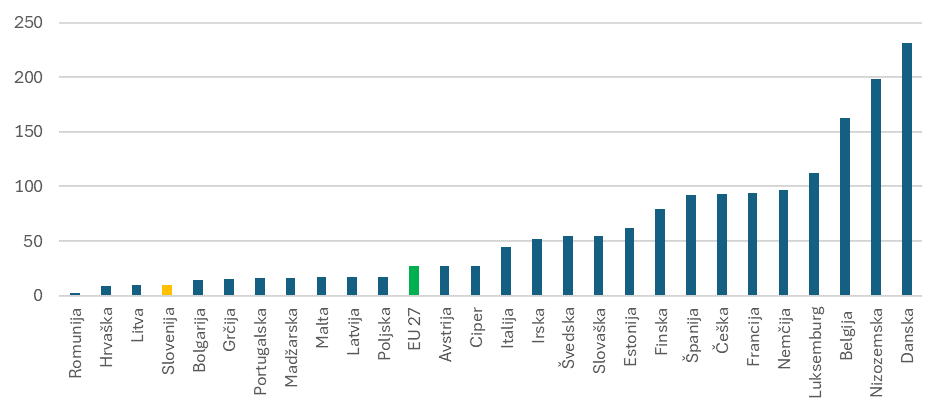 250
200
150
100
50
0
Romunija
Hrvaška
Litva
Slovenija
Bolgarija
Grčija
Portugalska
Madžarska
Malta
Latvija
Poljska
EU 27
Avstrija
Ciper
Italija
Irska
Švedska
Slovaška
Estonija
Finska
Španija
Češka
Francija
Nemčija
Luksemburg
Belgija
Nizozemska
Danska